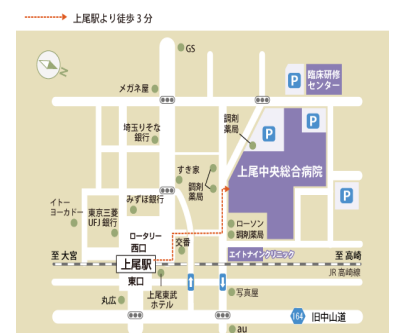 上尾駅より徒歩3分
GS
N
メガネ屋
P
臨床研修
センター
調剤
薬局
P
P
埼玉りそな
銀行
上尾中央総合病院
すき家
調剤
薬局
P
イトー
ヨーカドー
東京三菱
UFJ 銀行
みずほ銀行
ロータリー
西口
交番
ローソン
調剤薬局
エイトナインクリニック
至 大宮
上尾駅
至 高崎
JR 高崎線
東口
上尾東武
ホテル
丸広
写真屋
164
旧中山道
au